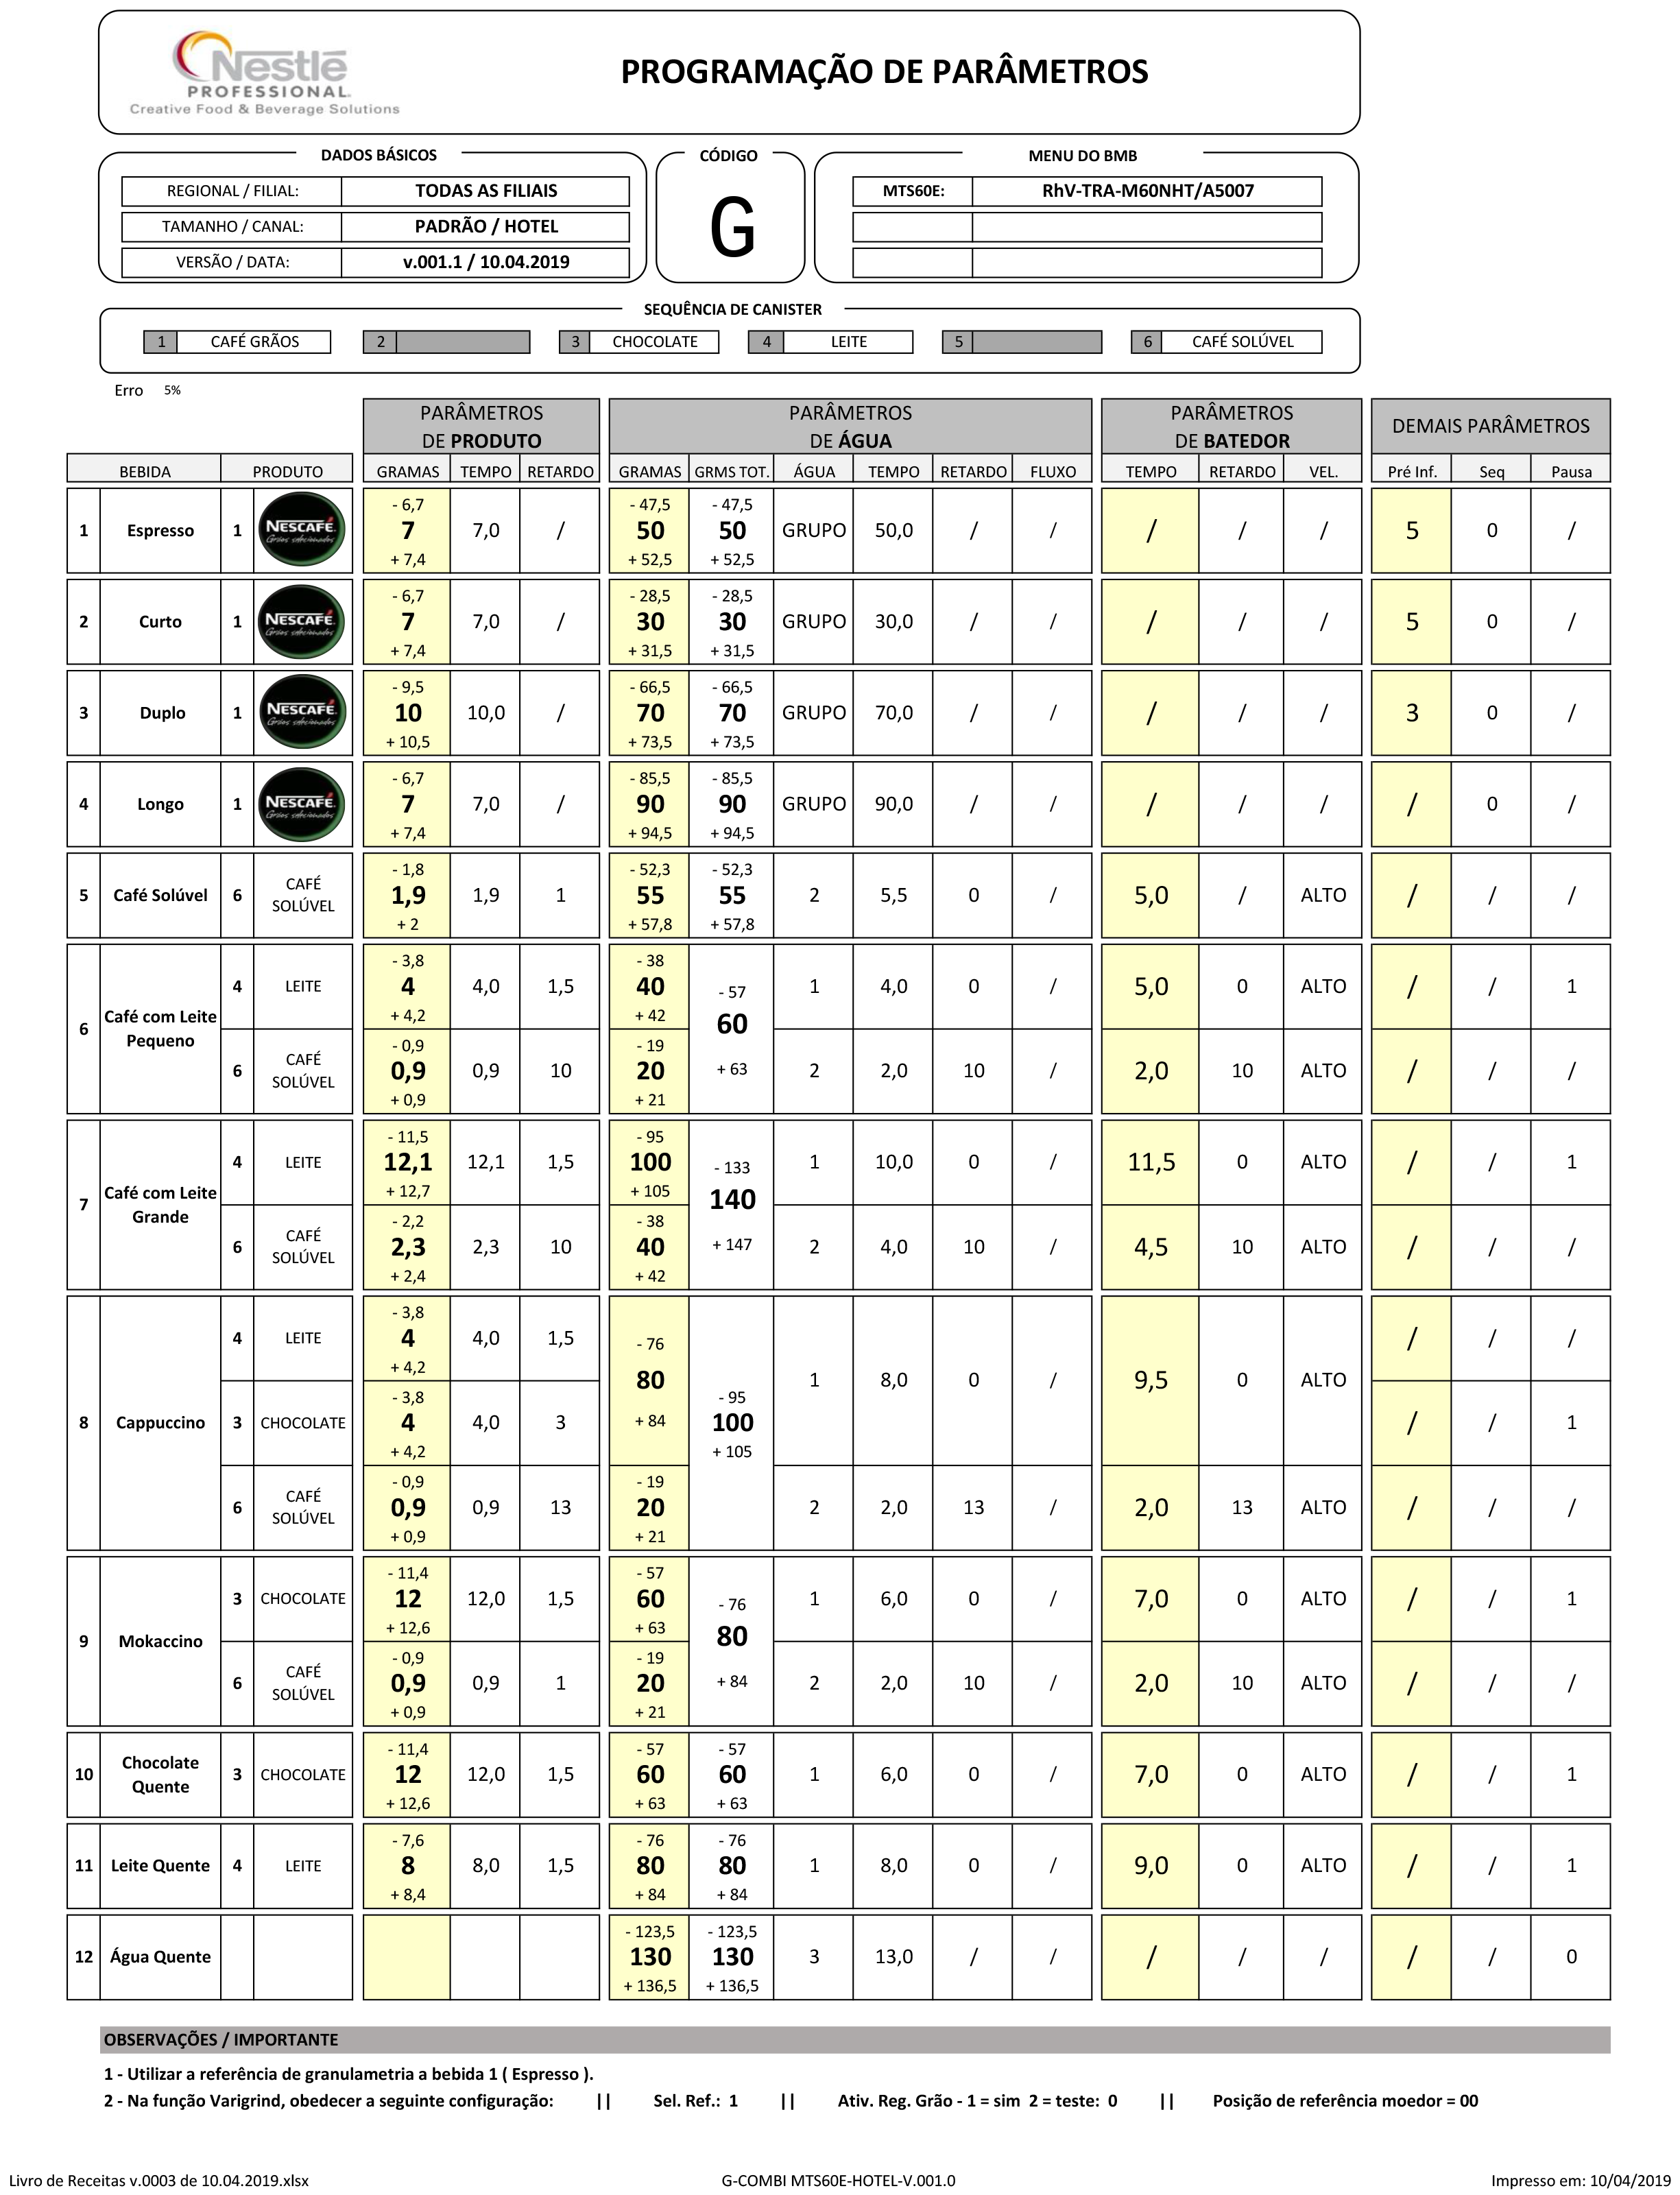 Nestlé
PROFESSIONAL.
Creative Food & Beverage Solutions
PROGRAMAÇÃO DE PARÂMETROS
DADOS BÁSICOS
REGIONAL / FILIAL: TODAS AS FILIAIS
TAMANHO / CANAL: PADRÃO / HOTEL
VERSÃO / DATA: v.001.1 / 10.04.2019
CÓDIGO
G
MENU DO BMB
MTS60E: RhV-TRA-M60NHT/A5007
SEQUÊNCIA DE CANISTER
1 CAFÉ GRÃOS 2 3 CHOCOLATE 4 LEITE 5 6 CAFÉ SOLÚVEL
Erro 5%
PARÂMETROS
DE PRODUTO
PARÂMETROS
DE ÁGUA
PARÂMETROS
DE BATEDOR
DEMAIS PARÂMETROS
BEBIDA PRODUTO GRAMAS TEMPO RETARDO GRAMAS GRMS TOT. ÁGUA TEMPO RETARDO FLUXO TEMPO RETARDO VEL. Pré Inf. Seq Pausa
- 6,7 - 47,5 - 47,5
1 Espresso 1 NESCAFÉ 7 7,0 / 50 50 GRUPO 50,0 / / / / / 5 0 /
Grãos selecionados
+ 7,4 + 52,5 + 52,5
- 6,7 - 28,5 - 28,5
2 Curto 1 NESCAFÉ 7 7,0 / 30 30 GRUPO 30,0 / / / / / 5 0 /
Grãos selecionados
+ 7,4 + 31,5 + 31,5
- 9,5 - 66,5 - 66,5
3 Duplo 1 NESCAFÉ 10 10,0 / 70 70 GRUPO 70,0 / / / / / 3 0 /
Grãos selecionados
+ 10,5 + 73,5 + 73,5
- 6,7 - 85,5 - 85,5
4 Longo 1 NESCAFÉ 7 7,0 / 90 90 GRUPO 90,0 / / / / / / 0 /
Grãos selecionados
+ 7,4 + 94,5 + 94,5
- 1,8 - 52,3 - 52,3
5 Café Solúvel 6 CAFÉ SOLÚVEL 1,9 1,9 1 55 55 2 5,5 0 / 5,0 / ALTO / / /
+ 2 + 57,8 + 57,8
6 Café com Leite Pequeno
- 3,8 - 38
4 LEITE 4 4,0 1,5 40 1 4,0 0 / 5,0 0 ALTO / / 1
+ 4,2 + 42
- 57
60
+ 63
- 0,9 - 19
6 CAFÉ SOLÚVEL 0,9 0,9 10 20 2 2,0 10 / 2,0 10 ALTO / / /
+ 0,9 + 21
7 Café com Leite Grande
- 11,5 - 95
4 LEITE 12,1 12,1 1,5 100 1 10,0 0 / 11,5 0 ALTO / / 1
+ 12,7 + 105
- 133
140
+ 147
- 2,2 - 38
6 CAFÉ SOLÚVEL 2,3 2,3 10 40 2 4,0 10 / 4,5 10 ALTO / / /
+ 2,4 + 42
8 Cappuccino
- 3,8
4 LEITE 4 4,0 1,5 / / /
+ 4,2
- 76
80 1 8,0 0 / 9,5 0 ALTO
+ 84
- 3,8
3 CHOCOLATE 4 4,0 3 / / 1
+ 4,2
- 95
100
+ 105
- 0,9 - 19
6 CAFÉ SOLÚVEL 0,9 0,9 13 20 2 2,0 13 / 2,0 13 ALTO / / /
+ 0,9 + 21
9 Mokaccino
- 11,4 - 57
3 CHOCOLATE 12 12,0 1,5 60 1 6,0 0 / 7,0 0 ALTO / / 1
+ 12,6 + 63
- 76
80
+ 84
- 0,9 - 19
6 CAFÉ SOLÚVEL 0,9 0,9 1 20 2 2,0 10 / 2,0 10 ALTO / / /
+ 0,9 + 21
- 11,4 - 57 - 57
10 Chocolate Quente 3 CHOCOLATE 12 12,0 1,5 60 60 1 6,0 0 / 7,0 0 ALTO / / 1
+ 12,6 + 63 + 63
- 7,6 - 76 - 76
11 Leite Quente 4 LEITE 8 8,0 1,5 80 80 1 8,0 0 / 9,0 0 ALTO / / 1
+ 8,4 + 84 + 84
- 123,5 - 123,5
12 Água Quente 130 130 3 13,0 / / / / / / / 0
+ 136,5 + 136,5
OBSERVAÇÕES / IMPORTANTE
1 - Utilizar a referência de granulametria a bebida 1 ( Espresso ).
2 - Na função Varigrind, obedecer a seguinte configuração: || Sel. Ref.: 1 || Ativ. Reg. Grão - 1 = sim 2 = teste: 0 || Posição de referência moedor = 00
Livro de Receitas v.0003 de 10.04.2019.xlsx G-COMBI MTS60E-HOTEL-V.001.0 Impresso em: 10/04/2019